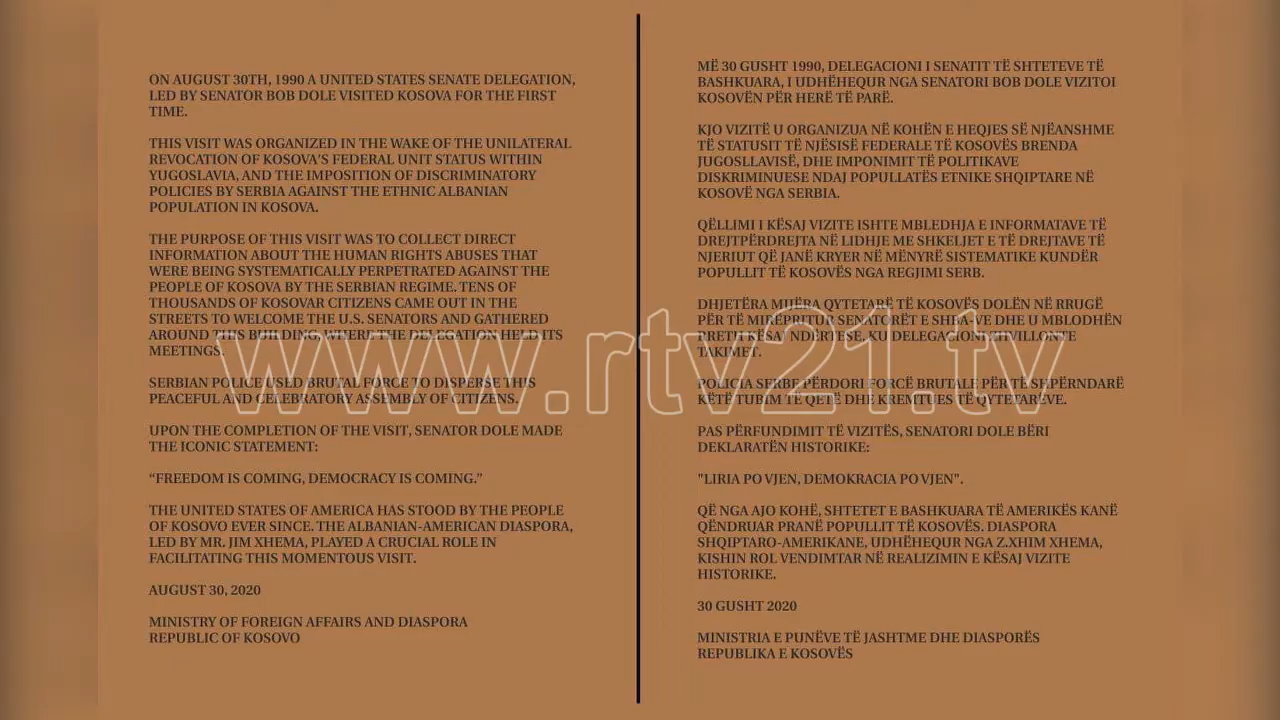 ON AUGUST 30TH, 1990 A UNITED STATES SENATE DELEGATION,
LED BY SENATOR BOB DOLE VISITED KOSOVA FOR THE FIRST
TIME.
THIS VISIT WAS ORGANIZED IN THE WAKE OF THE UNILATERAL
REVOCATION OF KOSOVA'S FEDERAL UNIT STATUS WITHIN
YUGOSLAVIA, AND THE IMPOSITION OF DISCRIMINATORY
POLICIES BY SERBIA AGAINST THE ETHNIC ALBANIAN
POPULATION IN KOSOVA.
THE PURPOSE OF THIS VISIT WAS TO COLLECT DIRECT
INFORMATION ABOUT THE HUMAN RIGHTS ABUSES THAT
WERE BEING SYSTEMATICALLY PERPETRATED AGAINST THE
PEOPLE OF KOSOVA BY THE SERBIAN REGIME. TENS OF
THOUSANDS OF KOSOVAR CITIZENS CAME OUT IN THE
STREETS TO WELCOME THE U.S. SENATORS AND GATHERED
AROUND THIS BUILDING, WHERE THE DELEGATION HELD ITS
MEETINGS.
SERBIAN POLICE USED BRUTAL FORCE TO DISPERSE THIS
PEACEFUL AND CELEBRATORY ASSEMBLY OF CITIZENS.
UPON THE COMPLETION OF THE VISIT, SENATOR DOLE MADE
THE ICONIC STATEMENT:
“FREEDOM IS COMING, DEMOCRACY IS COMING.”
THE UNITED STATES OF AMERICA HAS STOOD BY THE PEOPLE
OF KOSOVO EVER SINCE. THE ALBANIAN-AMERICAN DIASPORA,
LED BY MR. JIM XHEMA, PLAYED A CRUCIAL ROLE IN
FACILITATING THIS MOMENTOUS VISIT.
AUGUST 30, 2020
MINISTRY OF FOREIGN AFFAIRS AND DIASPORA
REPUBLIC OF KOSOVO
MË 30 GUSHT 1990, DELEGACIONI I SENATIT TË SHTETEVE TË
BASHKUARA, I UDHËHEQUR NGA SENATORI BOB DOLE VIZITOI
KOSOVËN PËR HERË TË PARË.
KJO VIZITË U ORGANIZUA NË KOHËN E HEQJES SË NJËANSHME
TË STATUSIT TË NJËSISË FEDERALE TË KOSOVËS BRENDA
JUGOSLLAVISË, DHE IMPONIMIT TË POLITIKAVE
DISKRIMINUESE NDAJ POPULLATËS ETNIKE SHQIPTARE NË
KOSOVË NGA SERBIA.
QËLLIMI I KËSAJ VIZITE ISHTE MBLEDHJA E INFORMATAVE TË
DREJTPËRDREJTA NË LIDHJE ME SHKELJET E TË DREJTAVE TË
NJERIUT QË JANË KRYER NË MËNYRË SISTEMATIKE KUNDËR
POPULLIT TË KOSOVËS NGA REGJIMI SERB.
DHJETËRA MIJËRA QYTETARË TË KOSOVËS DOLËN NË RRUGË
PËR TË MIRËPRITUR SENATORËT E SHBA-VE DHE U MBLODHËN
RRETH KËSAJ NDËRTESE, KU DELEGACIONI ZHVILLONTE
TAKIMET.
POLICIA SERBE PËRDORI FORCË BRUTALE PËR TË SHPËRNDARË
KËTË TUBIM TË QETË DHE KREMTUES TË QYTETARËVE.
PAS PËRFUNDIMIT TË VIZITËS, SENATORI DOLE BËRI
DEKLARATËN HISTORIKE:
"LIRIA PO VJEN, DEMOKRACIA PO VJEN".
QË NGA AJO KOHË, SHTETET E BASHKUARA TË AMERIKËS KANË
QËNDRUAR PRANË POPULLIT TË KOSOVËS. DIASPORA
SHQIPTARO-AMERIKANE, UDHËHEQUR NGA Z.XHIM XHEMA,
KISHIN ROL VENDIMTAR NË REALIZIMIN E KËSAJ VIZITE
HISTORIKE.
30 GUSHT 2020
MINISTRIA E PUNËVE TË JASHTME DHE DIASPORËS
REPUBLIKA E KOSOVËS
www.rtv21.tv